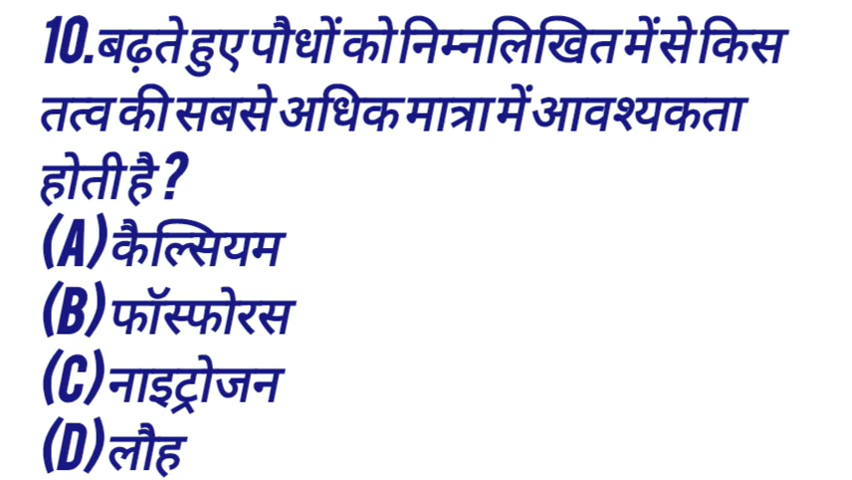 10.बढ़ते हुए पौधों को निम्नलिखित में से किस
तत्व की सबसे अधिक मात्रा में आवश्यकता
होती है ?
(A) कैल्सियम
(B) फॉस्फोरस
(C) नाइट्रोजन
(D) लौह